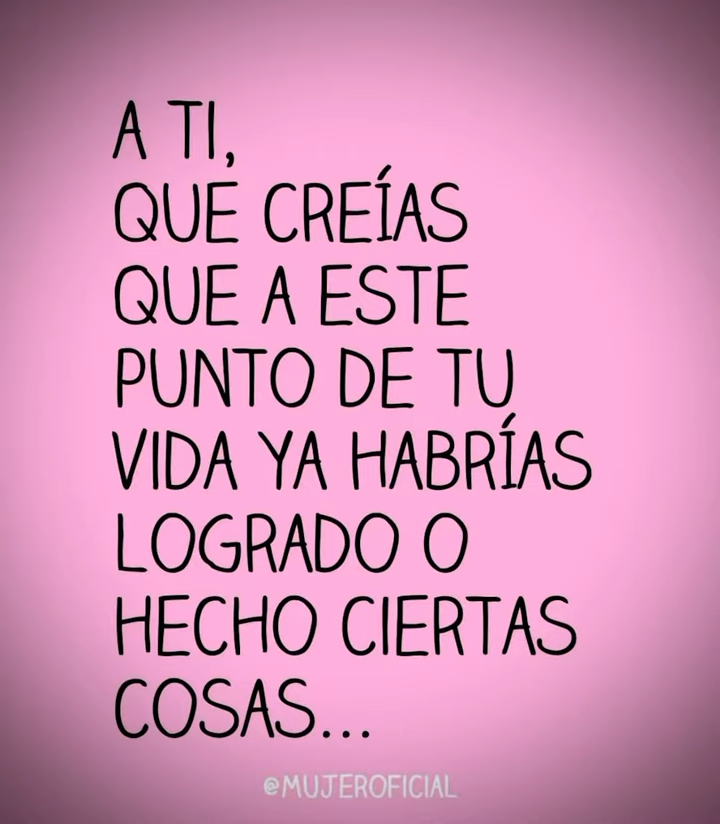 A TI,
QUE CREÍAS
QUE A ESTE
PUNTO DE TU
VIDA YA HABRÍAS
LOGRADO O
HECHO CIERTAS
COSAS...
@MUJEROFICIAL